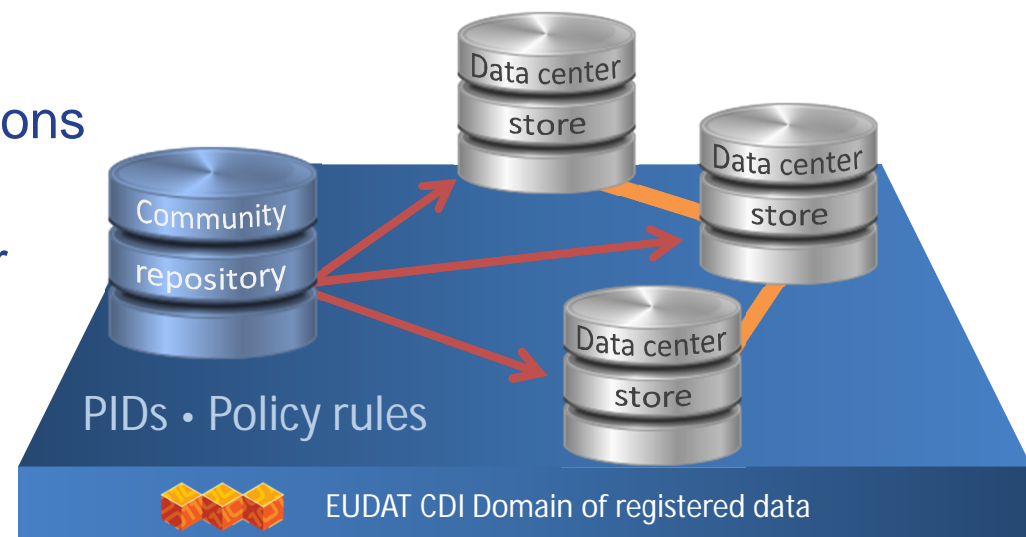 Data center
store
ons
Data center
store
Community
repository
r
Data center
store
PIDs • Policy rules
EUDAT CDI Domain of registered data